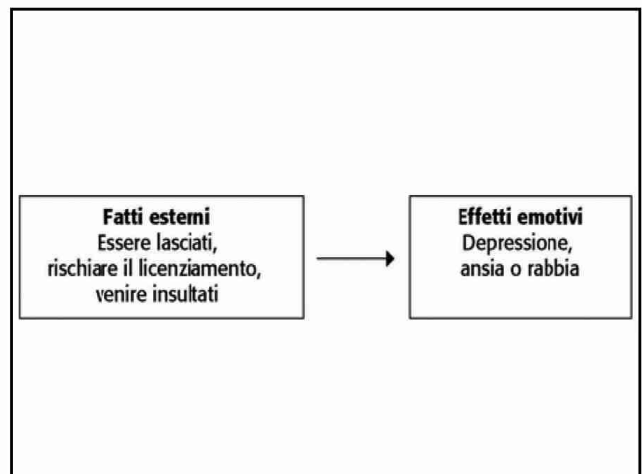 Fatti esterni
Essere lasciati,
rischiare il licenziamento,
venire insultati
Effetti emotivi
Depressione,
ansia o rabbia